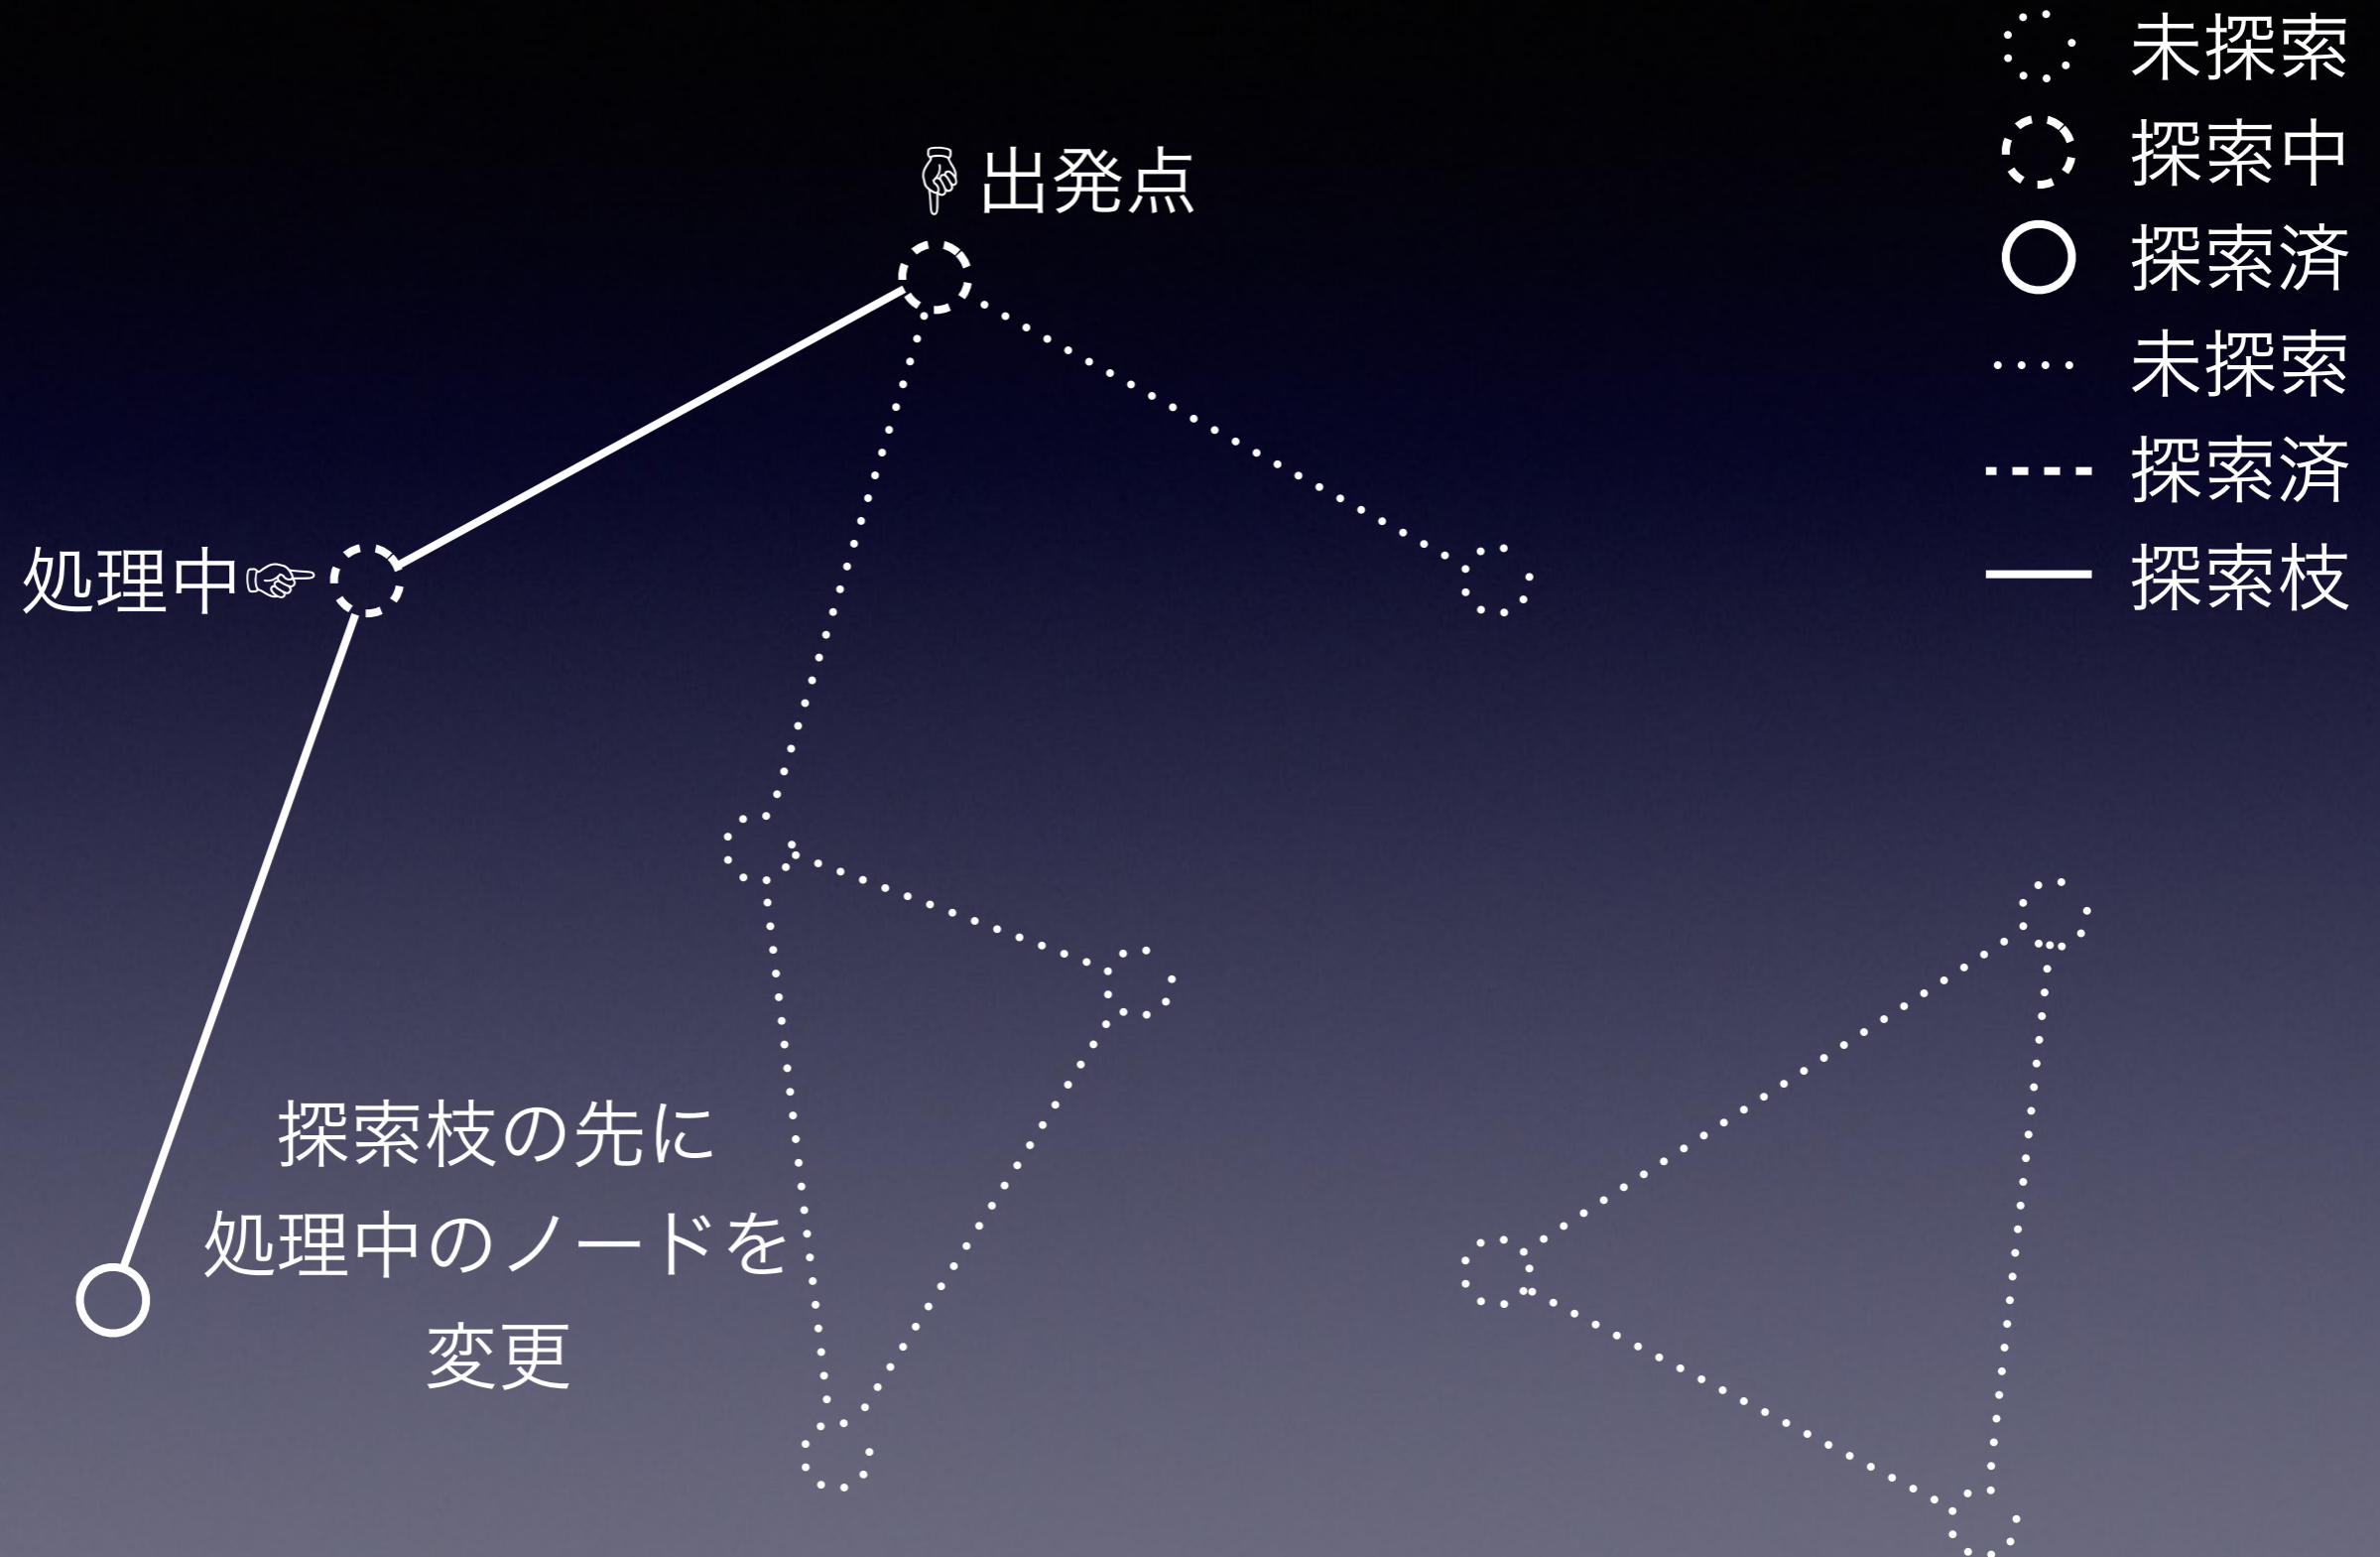 未探索
探索中
👇出発点
探索済
未探索
探索済
処理中👉
探索枝
探索枝の先に
処理中のノードを
変更